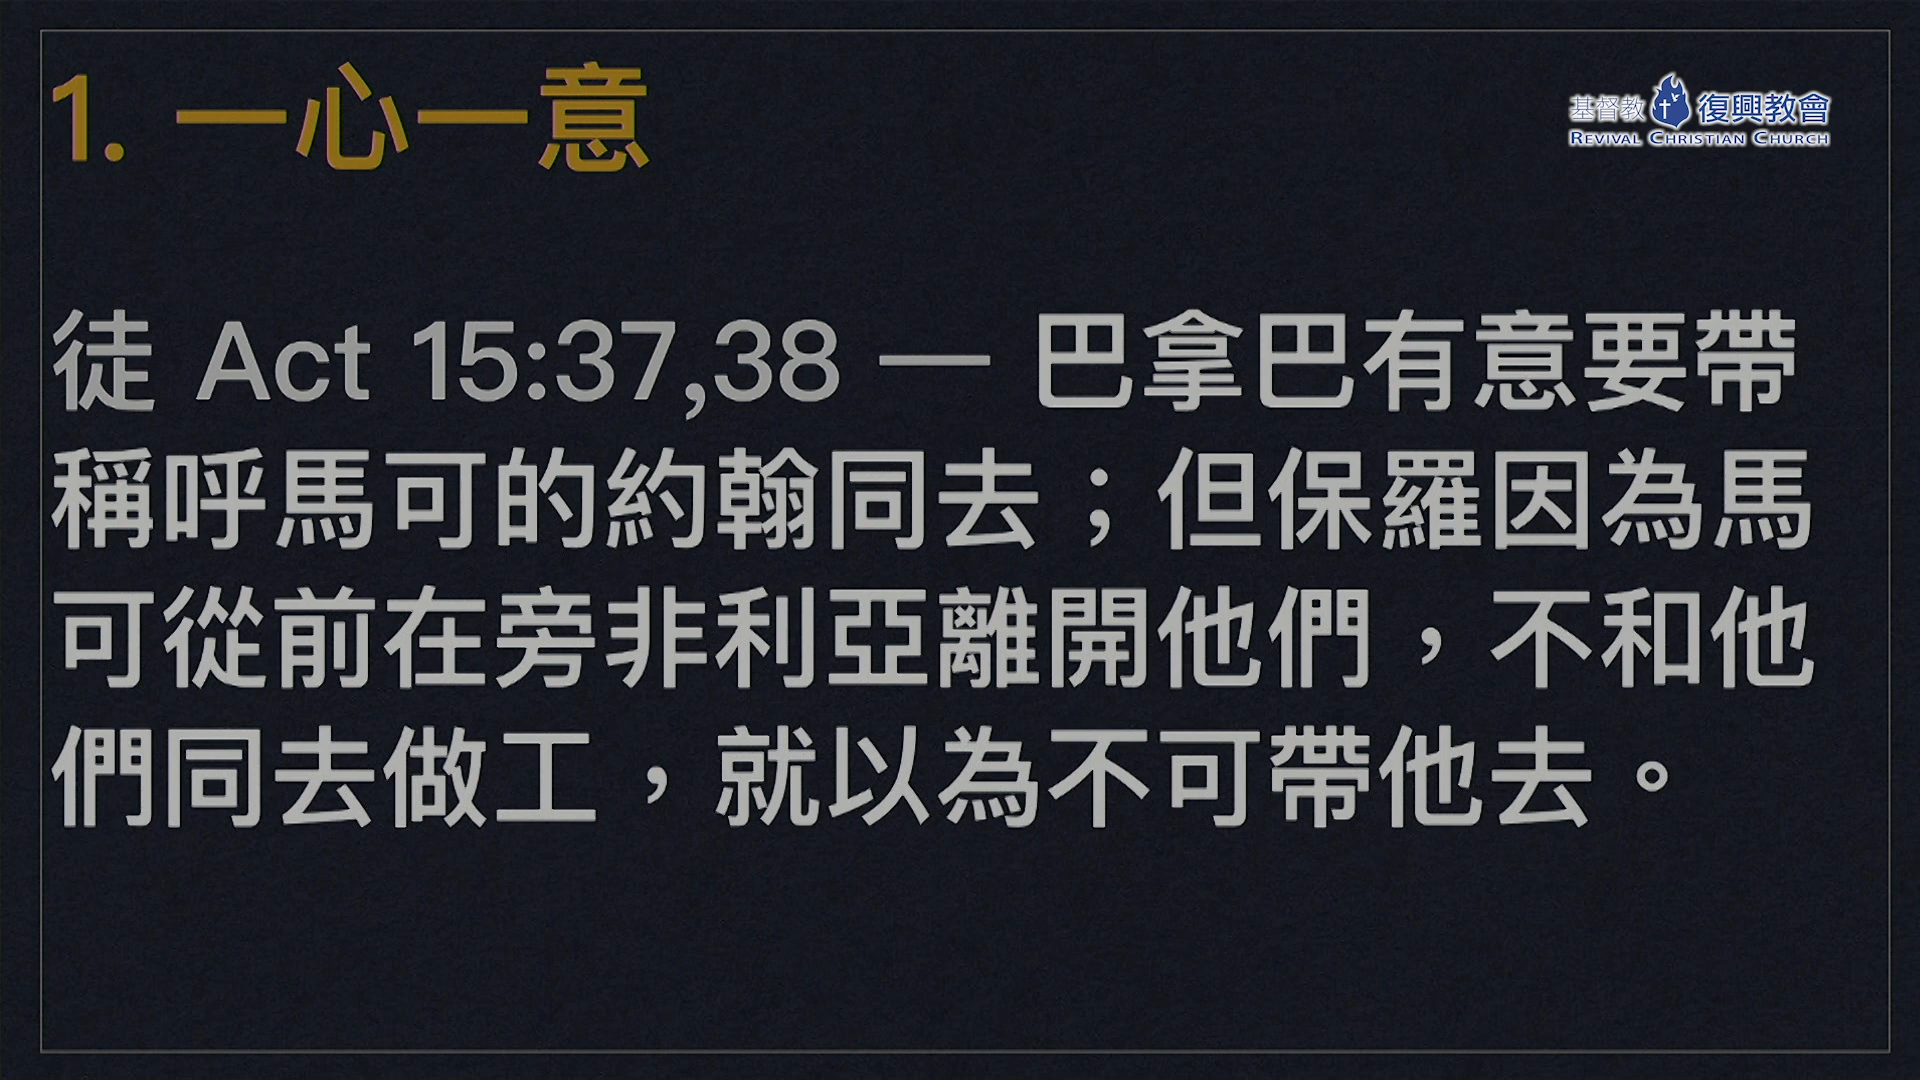 1. 一心一意
基督教 復興教會
REVIVAL CHRISTIAN CHURCH
徒 Act 15:37,38 — 巴拿巴有意要帶
稱呼馬可的約翰同去；但保羅因為馬
可從前在旁非利亞離開他們，不和他
們同去做工，就以為不可帶他去。